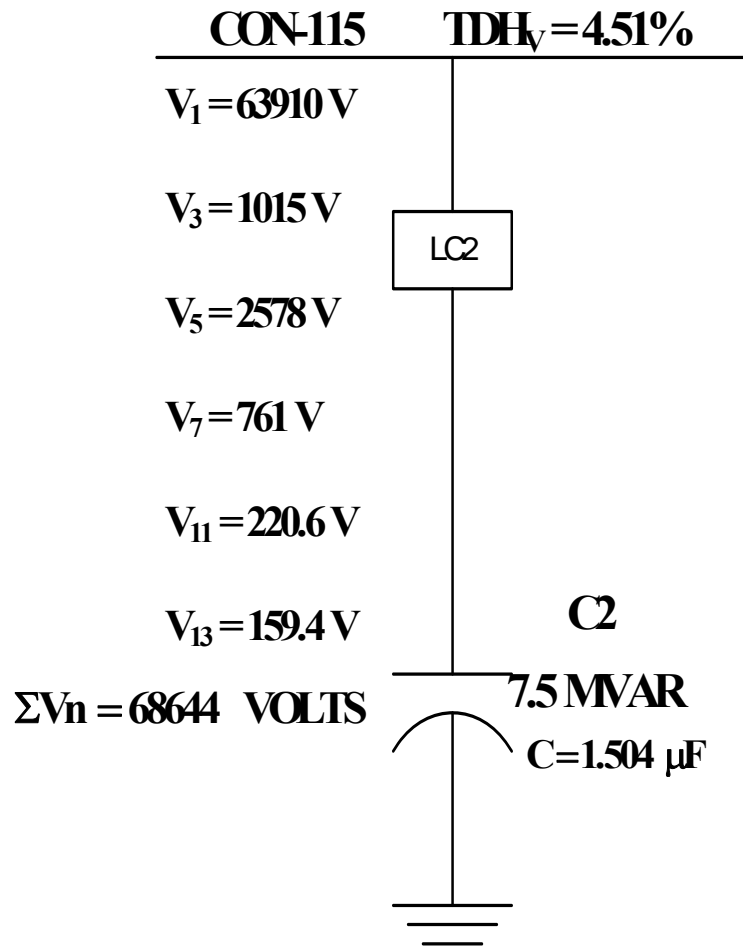 CON-115 TDHV = 4.51%
V1 = 63910 V
V3 = 1015 V
LC2
V5 = 2578 V
V7 = 761 V
V11 = 220.6 V
V13 = 159.4 V
C2
ΣVn = 68644 VOLTS
7.5 MVAR
C=1.504 μF